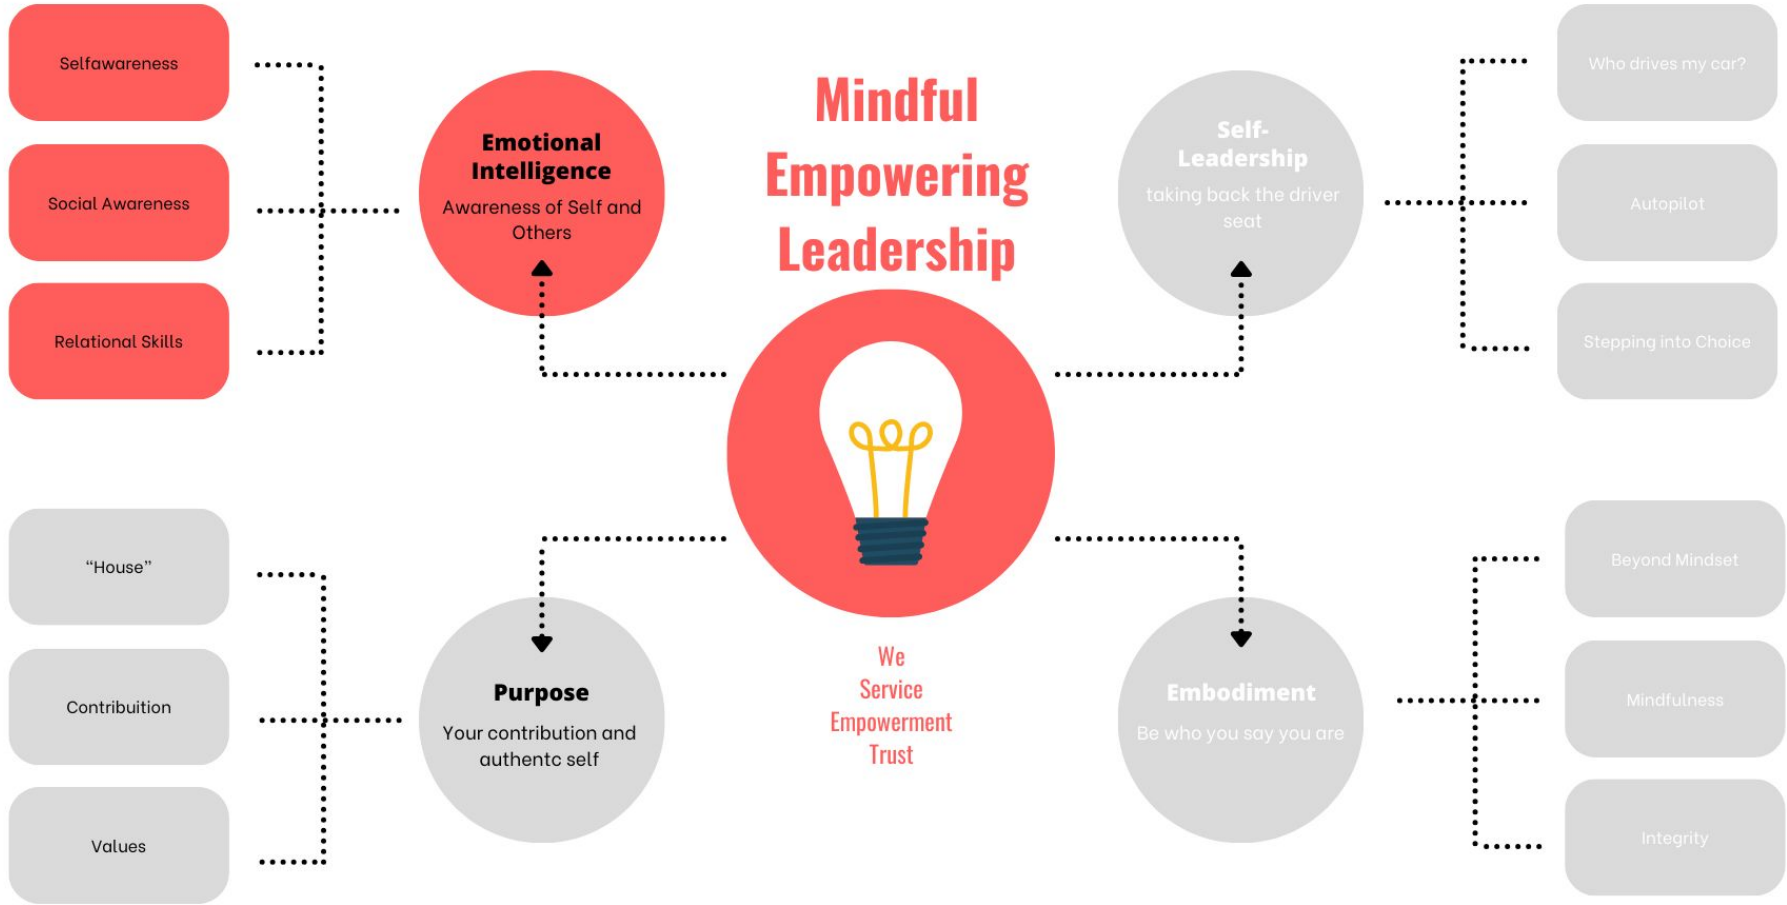 Selfawareness
Social Awareness
Relational Skills
Emotional
Intelligence
Awareness of Self and
Others
Mindful
Empowering
Leadership
Self-
Leadership
taking back the driver
seat
Who drives my car?
Autopilot
Stepping into Choice
“House”
Contribuition
Values
Purpose
Your contribution and
authentc self
We
Service
Empowerment
Trust
Embodiment
Be who you say you are
Beyond Mindset
Mindfulness
Integrity